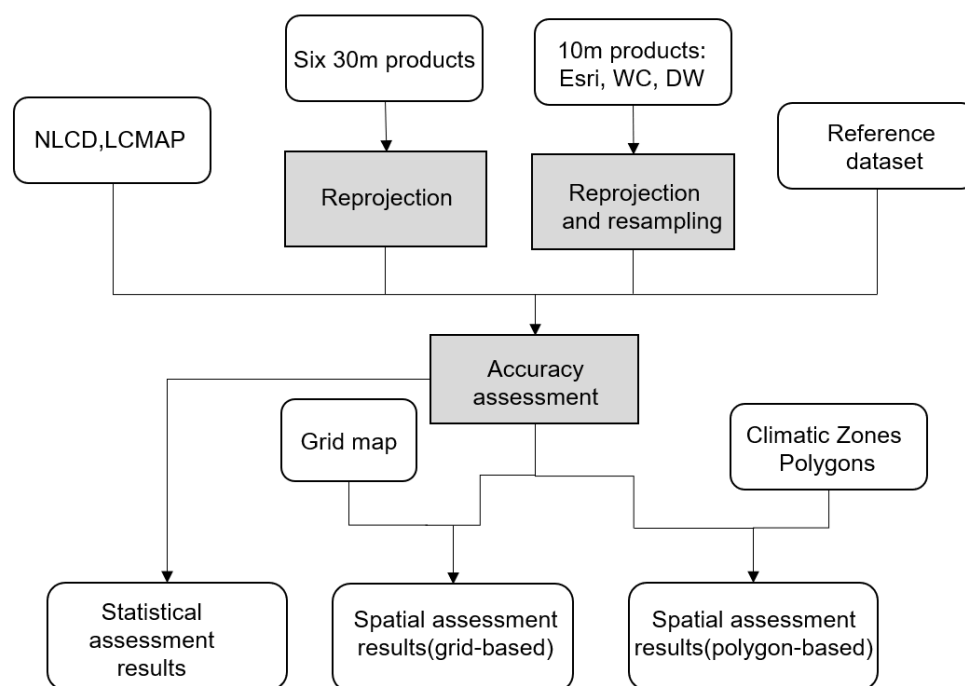 Six 30m products
10m products:
Esri, WC, DW
NLCD,LCMAP
Reference
dataset
Reprojection
Reprojection
and resampling
Accuracy
assessment
Grid map
Climatic Zones
Polygons
Statistical
assessment
results
Spatial assessment
results(grid-based)
Spatial assessment
results(polygon-based)